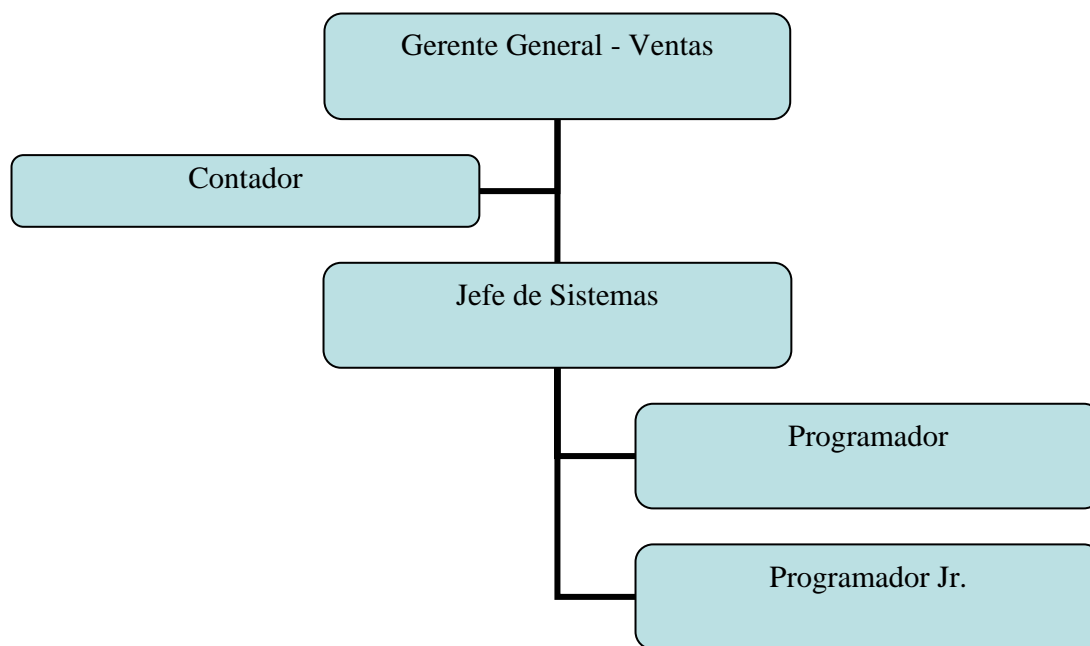 Gerente General - Ventas
Contador
Jefe de Sistemas
Programador
Programador Jr.